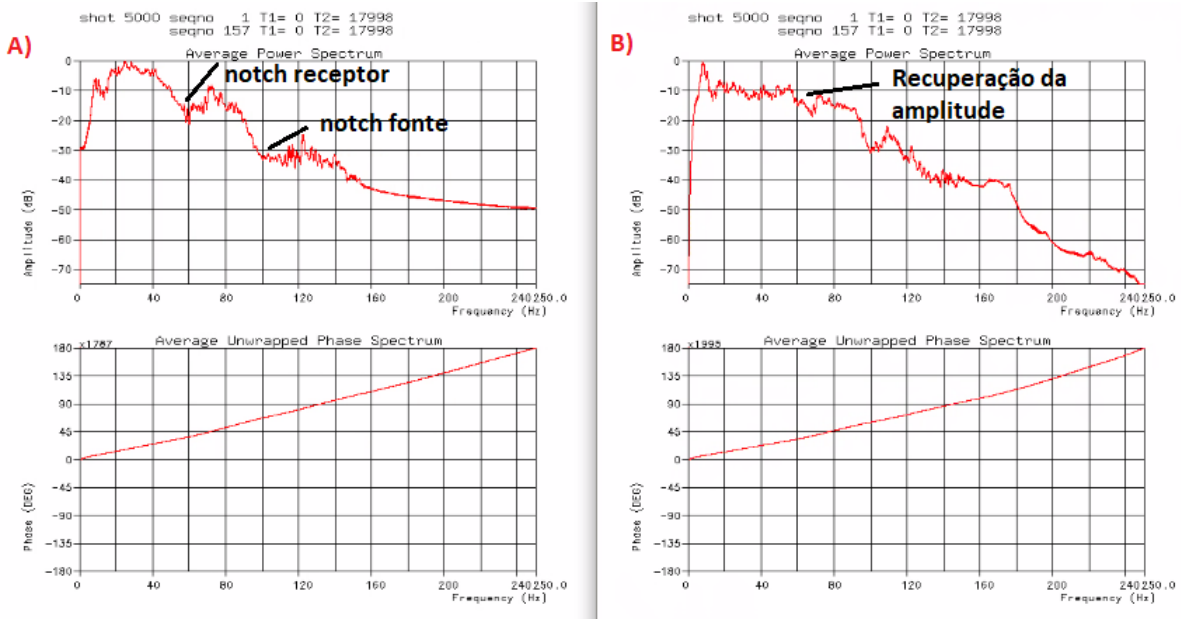 A)
shot 5000 seqno 1 T1= 0 T2= 17998
seqno 157 T1= 0 T2= 17998
Average Power Spectrum
notch receptor
notch fonte
0
-10
-20
-30
-40
-50
-60
-70
Amplitude (dB)
0 40 80 120 160 200 240 250.0
Frequency (Hz)
x1787 Average Unwrapped Phase Spectrum
180
135
90
45
0
-45
-90
-135
-180
Phase (DEG)
0 40 80 120 160 200 240 250.0
Frequency (Hz)
B)
shot 5000 seqno 1 T1= 0 T2= 17998
seqno 157 T1= 0 T2= 17998
Average Power Spectrum
Recuperação da
amplitude
0
-10
-20
-30
-40
-50
-60
-70
Amplitude (dB)
0 40 80 120 160 200 240 250.0
Frequency (Hz)
x1995 Average Unwrapped Phase Spectrum
180
135
90
45
0
-45
-90
-135
-180
Phase (DEG)
0 40 80 120 160 200 240 250.0
Frequency (Hz)